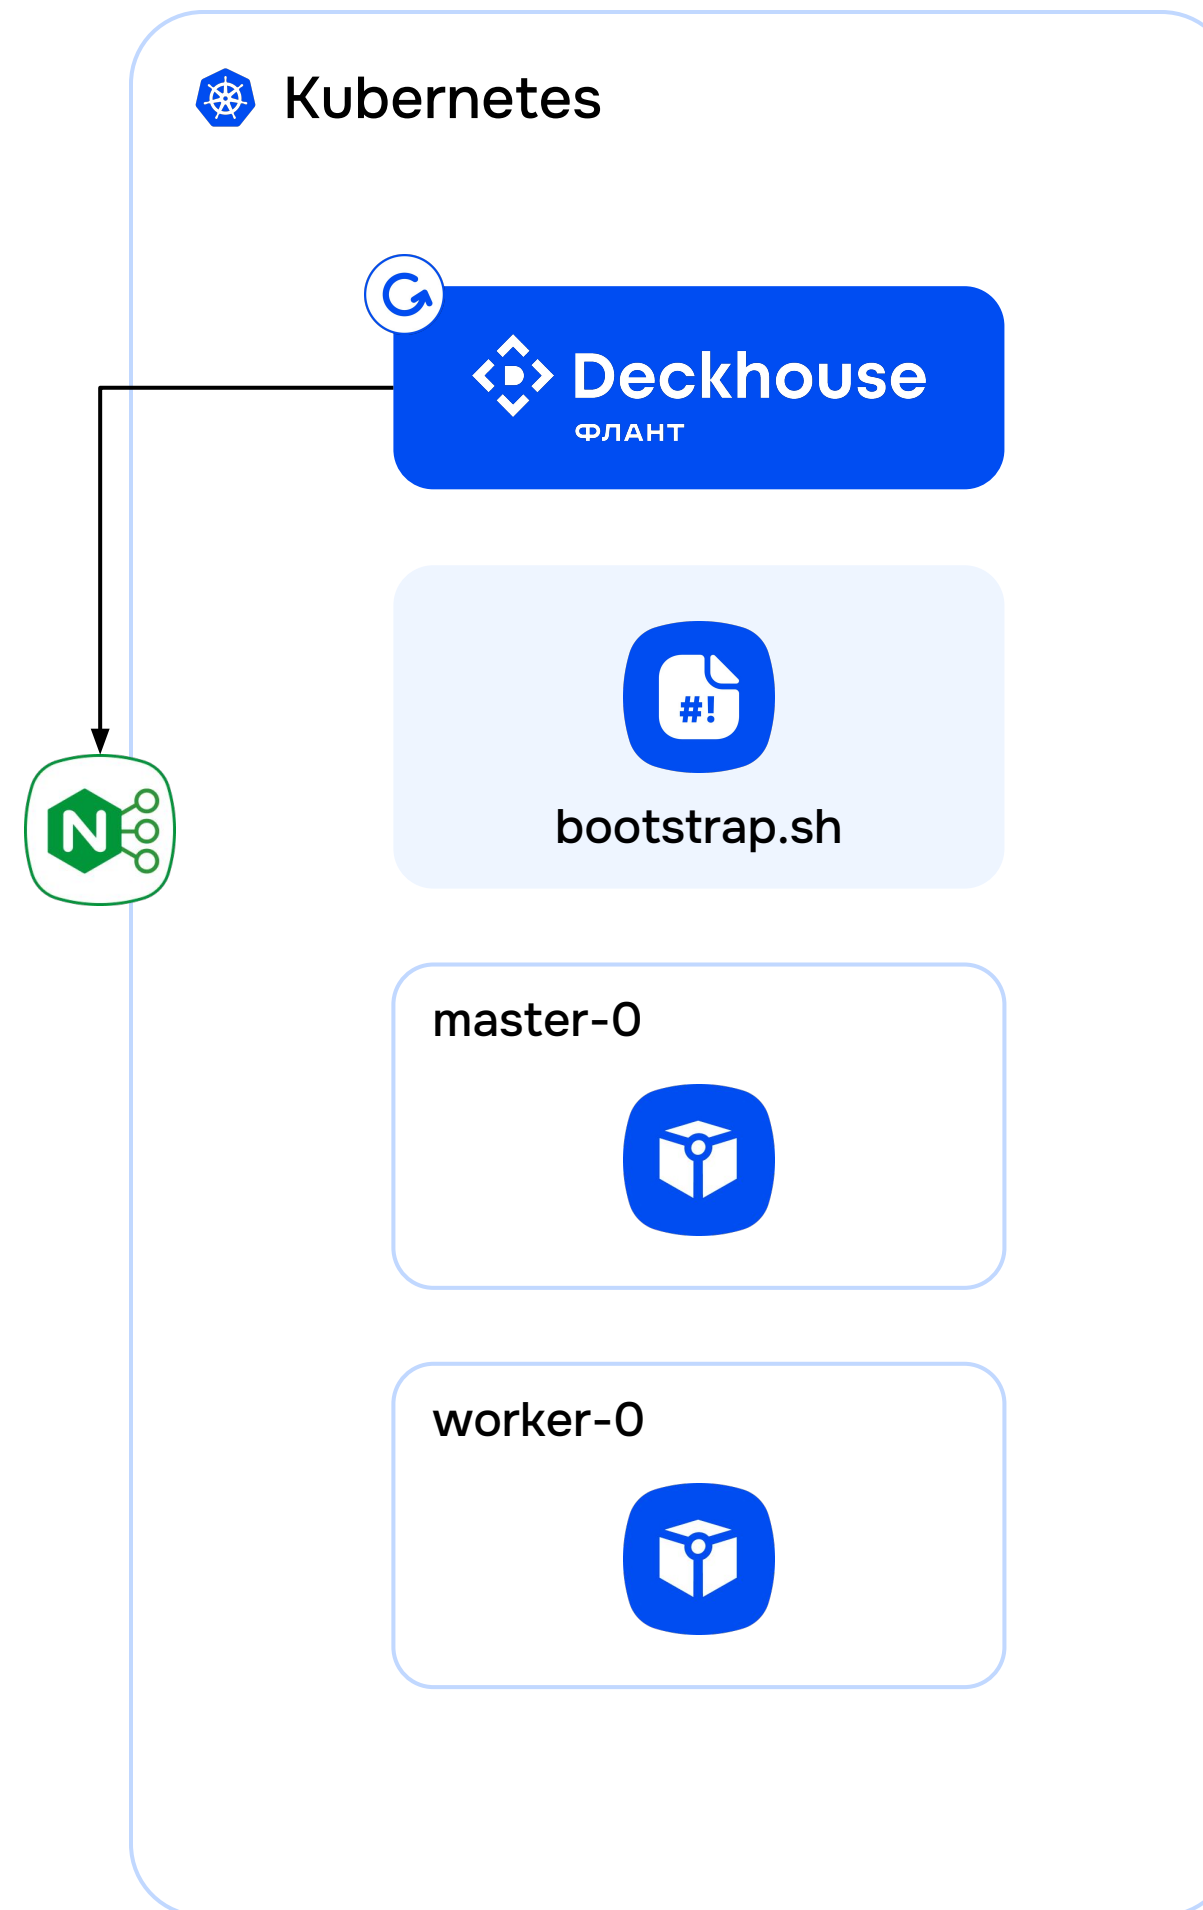 Kubernetes
Deckhouse
ФЛАНТ
#!
bootstrap.sh
N
master-0
worker-0